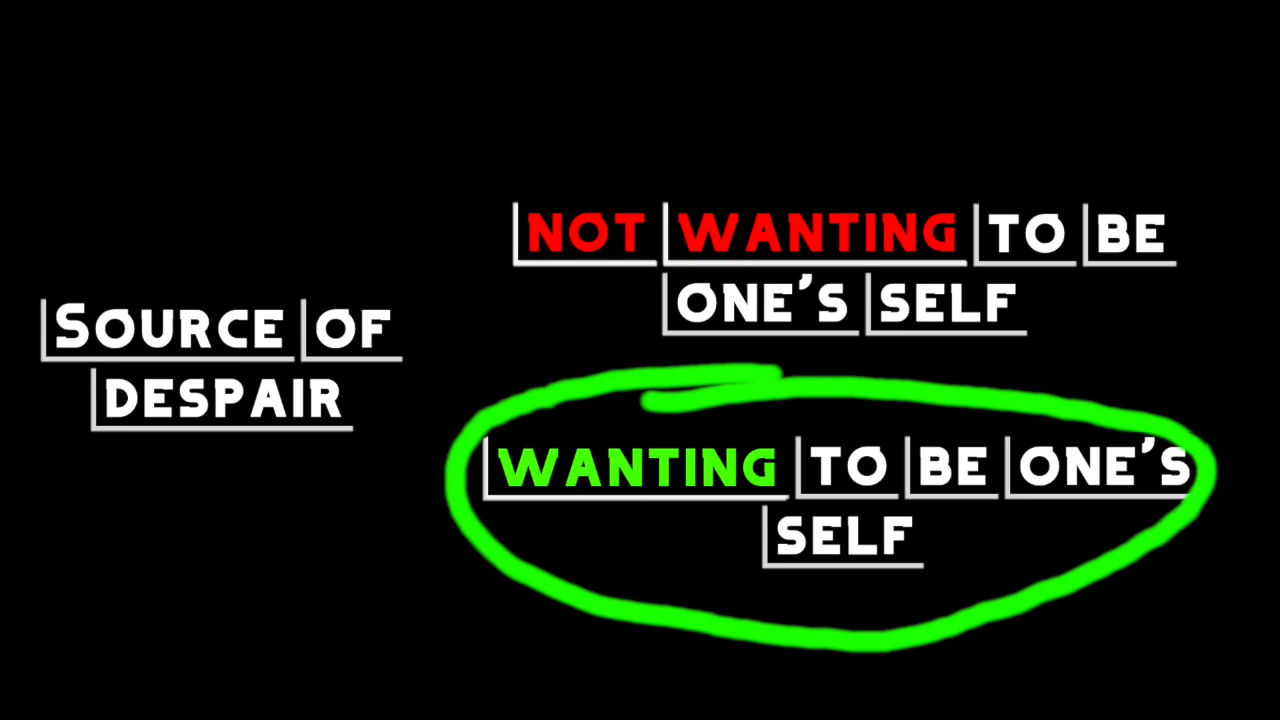 Source of
despair
not wanting to be
one's self
wanting to be one's
self